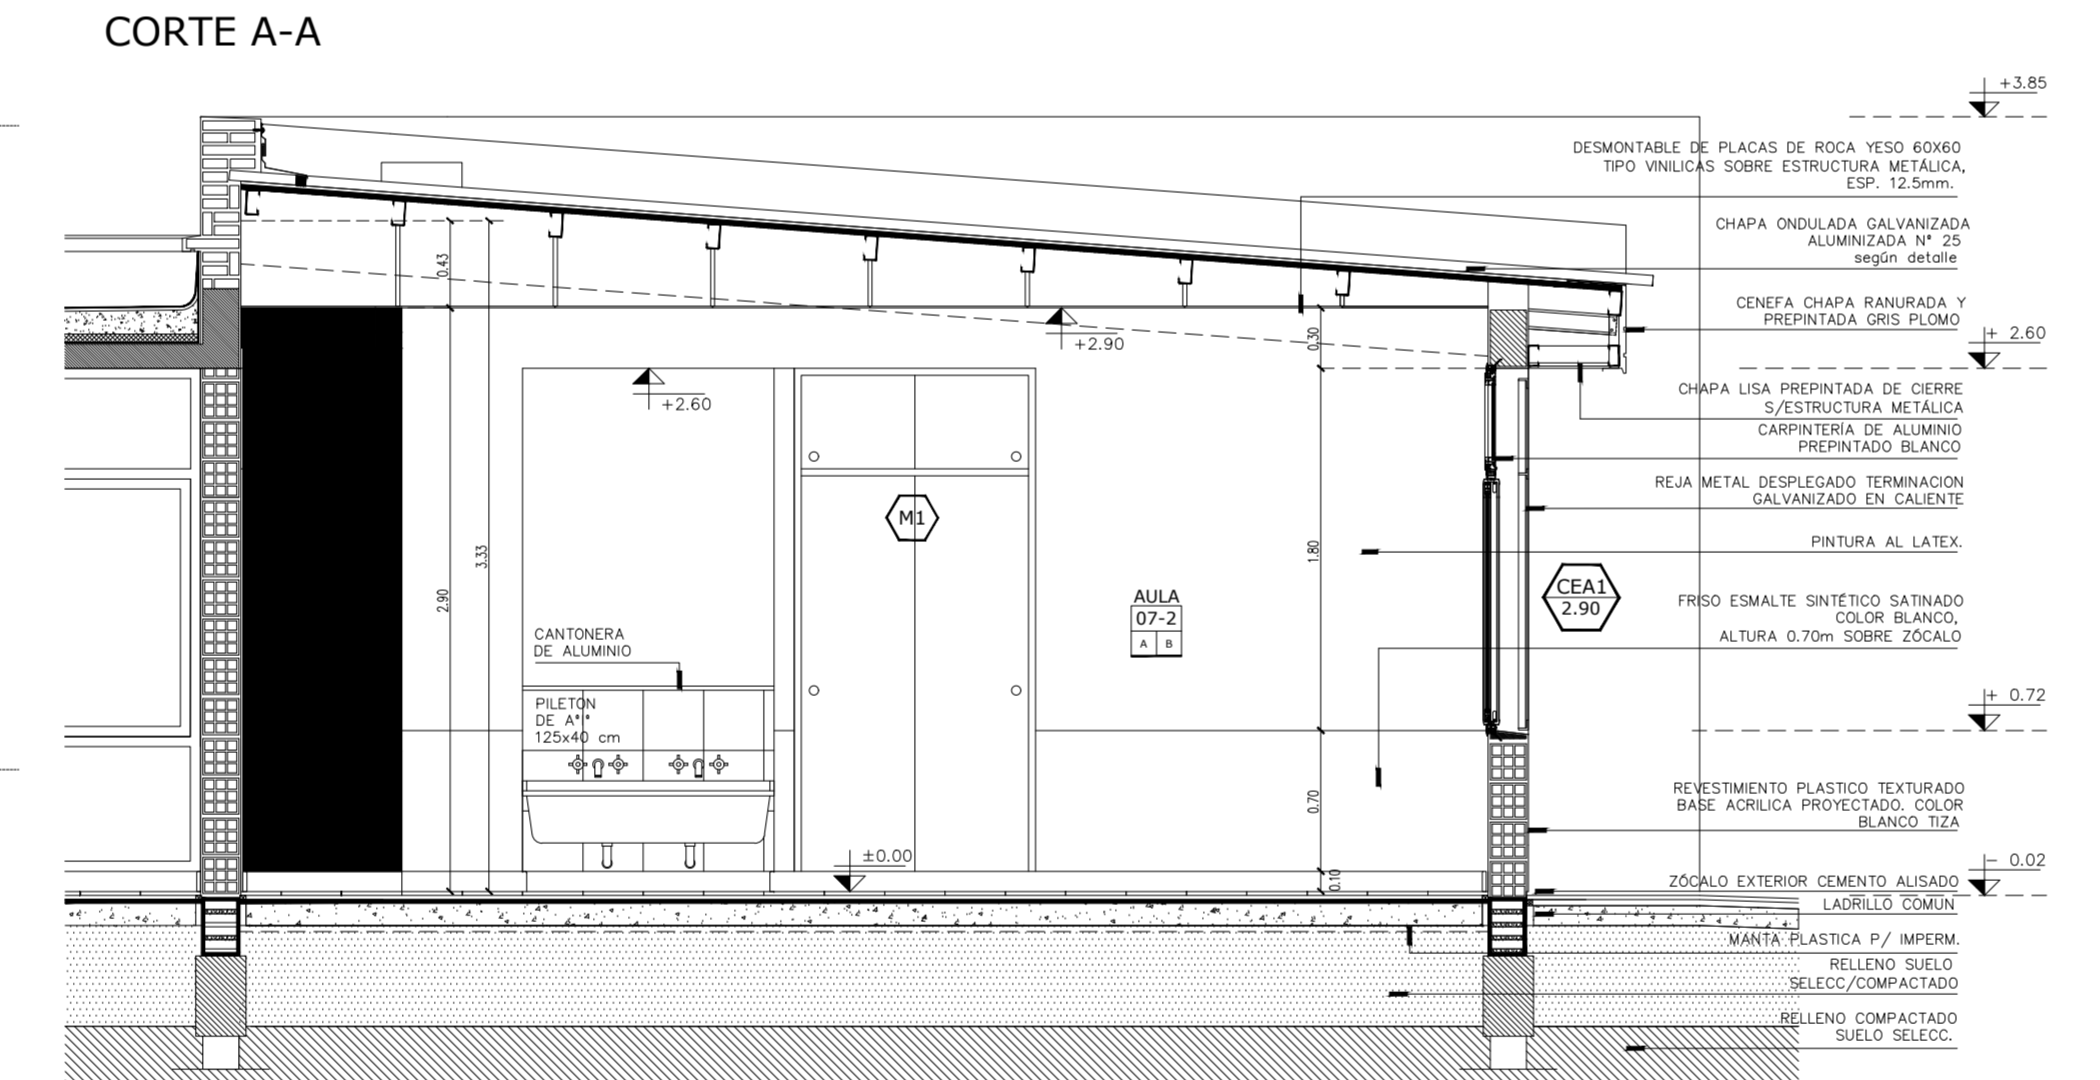 CORTE A-A
+3.85
DESMONTABLE DE PLACAS DE ROCA YESO 60X60
TIPO VINILICAS SOBRE ESTRUCTURA METÁLICA,
ESP. 12.5mm.
CHAPA ONDULADA GALVANIZADA
ALUMINIZADA N° 25
según detalle
CENEFA CHAPA RANURADA Y
PREPINTADA GRIS PLOMO
+ 2.60
CHAPA LISA PREPINTADA DE CIERRE
S/ESTRUCTURA METÁLICA
CARPINTERÍA DE ALUMINIO
PREPINTADO BLANCO
REJA METAL DESPLEGADO TERMINACION
GALVANIZADO EN CALIENTE
PINTURA AL LATEX.
FRISO ESMALTE SINTÉTICO SATINADO
COLOR BLANCO,
ALTURA 0.70m SOBRE ZÓCALO
+ 0.72
REVESTIMIENTO PLASTICO TEXTURADO
BASE ACRILICA PROYECTADO. COLOR
BLANCO TIZA
- 0.02
ZÓCALO EXTERIOR CEMENTO ALISADO
LADRILLO COMUN
MANTA PLASTICA P/ IMPERM.
RELLENO SUELO
SELECC/COMPACTADO
RELLENO COMPACTADO
SUELO SELECC.
0.43
3.33
2.90
+2.90
+2.60
0.30
1.80
0.70
0.10
M1
CEA1
2.90
AULA
07-2
A B
CANTONERA
DE ALUMINIO
PILETON
DE A°I°
125x40 cm
±0.00